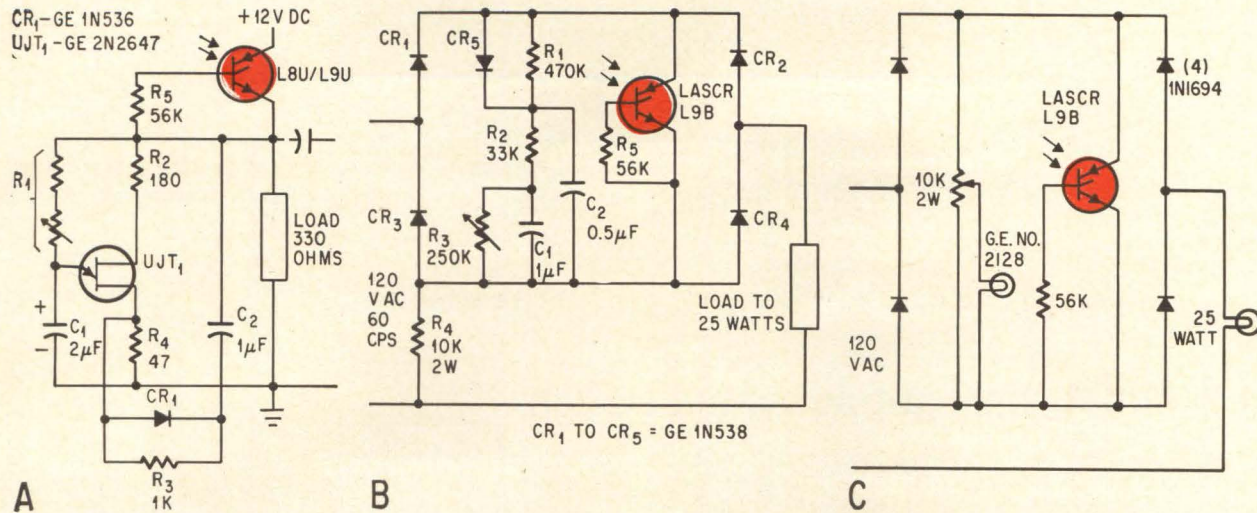 CR1–GE 1N536
UJT1–GE 2N2647
+12V DC
L8U/L9U
R5
56K
R1
R2
180
LOAD
330
OHMS
UJT1
+
C1
2µF
–
R4
47
C2
1µF
CR1
R3
1K
A
CR1
CR5
R1
470K
CR2
LASCR
L9B
R2
33K
R5
56K
CR3
R3
250K
C1
1µF
C2
0.5µF
CR4
120
VAC
60
CPS
R4
10K
2W
LOAD TO
25 WATTS
CR1 TO CR5 = GE 1N538
B
(4)
1N1694
LASCR
L9B
10K
2W
G.E. NO.
2128
56K
120
VAC
25
WATT
C